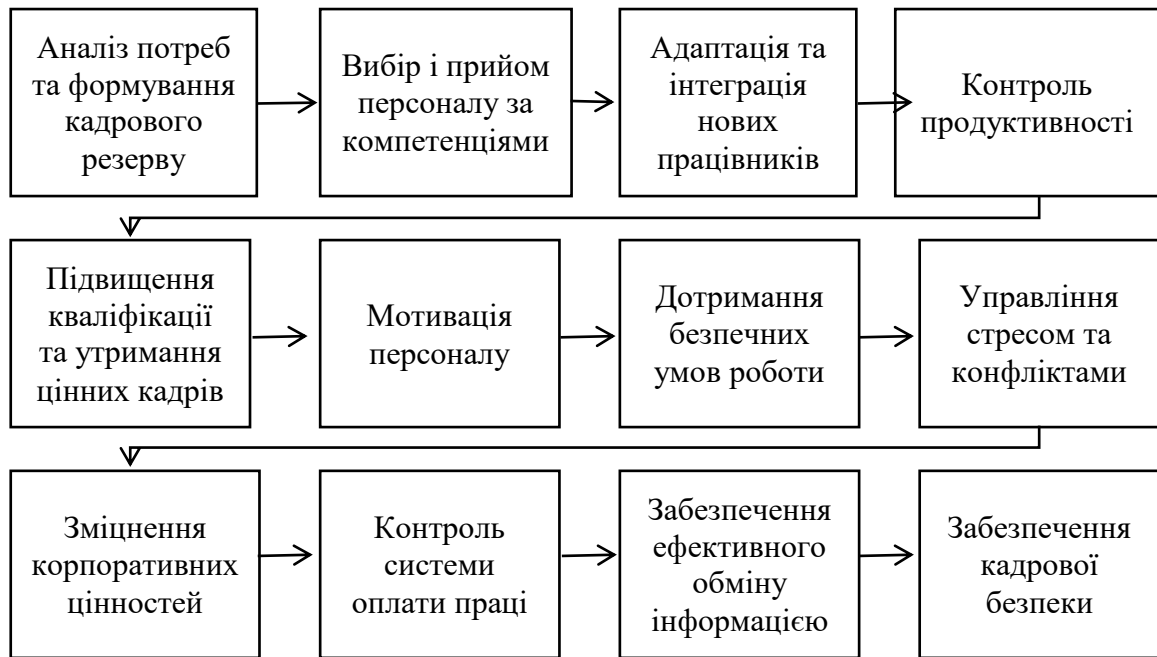 Аналіз потреб
та формування
кадрового
резерву
Вибір і прийом
персоналу за
компетенціями
Адаптація та
інтеграція
нових
працівників
Контроль
продуктивності
Підвищення
кваліфікації
та утримання
цінних кадрів
Мотивація
персоналу
Дотримання
безпечних
умов роботи
Управління
стресом та
конфліктами
Зміцнення
корпоративних
цінностей
Контроль
системи
оплати праці
Забезпечення
ефективного
обміну
інформацією
Забезпечення
кадрової
безпеки